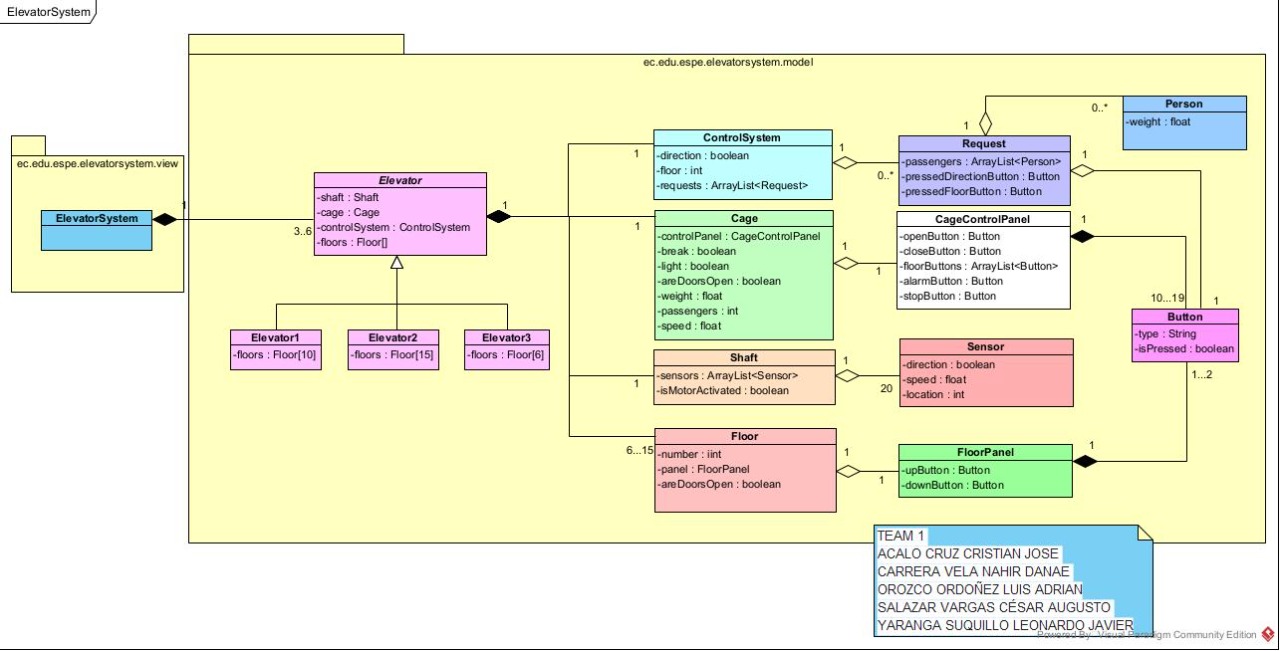 ElevatorSystem
ec.edu.espe.elevatorsystem.model
ec.edu.espe.elevatorsystem.view
ElevatorSystem
1
3..6
Elevator
-shaft : Shaft
-cage : Cage
-controlSystem : ControlSystem
-floors : Floor[]
1
Elevator1
-floors : Floor[10]
Elevator2
-floors : Floor[15]
Elevator3
-floors : Floor[6]
1
ControlSystem
-direction : boolean
-floor : int
-requests : ArrayList<Request>
1
0..*
1
Cage
-controlPanel : CageControlPanel
-break : boolean
-light : boolean
-areDoorsOpen : boolean
-weight : float
-passengers : int
-speed : float
1
1
1
Shaft
-sensors : ArrayList<Sensor>
-isMotorActivated : boolean
1
20
6...15
Floor
-number : iint
-panel : FloorPanel
-areDoorsOpen : boolean
1
1
1
0..*
Person
-weight : float
Request
-passengers : ArrayList<Person>
-pressedDirectionButton : Button
-pressedFloorButton : Button
1
CageControlPanel
-openButton : Button
-closeButton : Button
-floorButtons : ArrayList<Button>
-alarmButton : Button
-stopButton : Button
1
10...19
1
Button
-type : String
-isPressed : boolean
1...2
Sensor
-direction : boolean
-speed : float
-location : int
FloorPanel
-upButton : Button
-downButton : Button
1
TEAM 1
ACALO CRUZ CRISTIAN JOSE
CARRERA VELA NAHIR DANAE
OROZCO ORDOÑEZ LUIS ADRIAN
SALAZAR VARGAS CÉSAR AUGUSTO
YARANGA SUQUILLO LEONARDO JAVIER
Powered By Visual Paradigm Community Edition